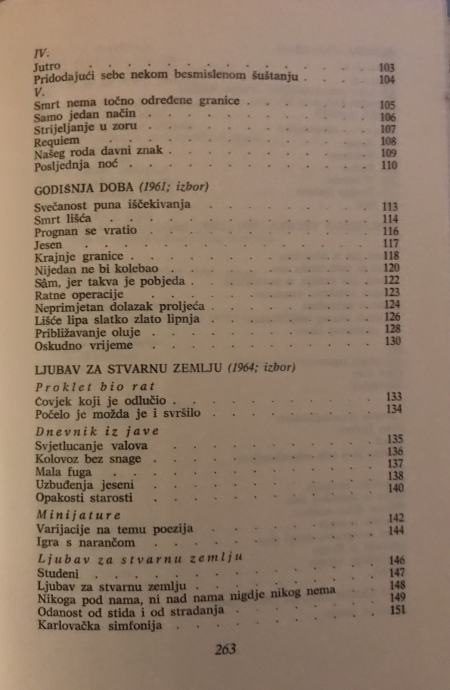 IV.
Jutro . . . . . . . . . . . . 103
Pridodajući sebe nekom besmislenom šuštanju . . . . 104
V.
Smrt nema točno određene granice . . . . . . . 105
Samo jedan način . . . . . . . . . . 106
Strijeljanje u zoru . . . . . . . . . . 107
Requiem . . . . . . . . . . . . 108
Našeg roda davni znak . . . . . . . . . 109
Posljednja noć . . . . . . . . . . . 110
GODIŠNJA DOBA (1961; izbor)
Svečanost puna iščekivanja . . . . . . . . 113
Smrt lišća . . . . . . . . . . . . 114
Prognan se vratio . . . . . . . . . . 116
Jesen . . . . . . . . . . . . . 117
Krajnje granice . . . . . . . . . . . 118
Nijedan ne bi kolebao . . . . . . . . . 120
Sâm, jer takva je pobjeda . . . . . . . . 122
Ratne operacije . . . . . . . . . . . 123
Neprimjetan dolazak proljeća . . . . . . . . 124
Lišće lipa slatko zlato lipnja . . . . . . . . 126
Približavanje oluje . . . . . . . . . . 128
Oskudno vrijeme . . . . . . . . . . 130
LJUBAV ZA STVARNU ZEMLJU (1964; izbor)
Proklet bio rat
Čovjek koji je odlučio . . . . . . . . . 133
Počelo je možda je i svršilo . . . . . . . . 134
Dnevnik iz jave
Svjetlucanje valova . . . . . . . . . . 135
Kolovoz bez snage . . . . . . . . . . 136
Mala fuga . . . . . . . . . . . . 137
Uzbuđenja jeseni . . . . . . . . . . 138
Opakosti starosti . . . . . . . . . . 140
Minijature
Varijacije na temu poezija . . . . . . . . 142
Igra s narančom . . . . . . . . . . 144
Ljubav za stvarnu zemlju
Studeni . . . . . . . . . . . . 146
Ljubav za stvarnu zemlju . . . . . . . . 147
Nikoga pod nama, ni nad nama nigdje nikog nema . . 148
Odanost od stida i od stradanja . . . . . . . 149
Karlovačka simfonija . . . . . . . . . 151
263